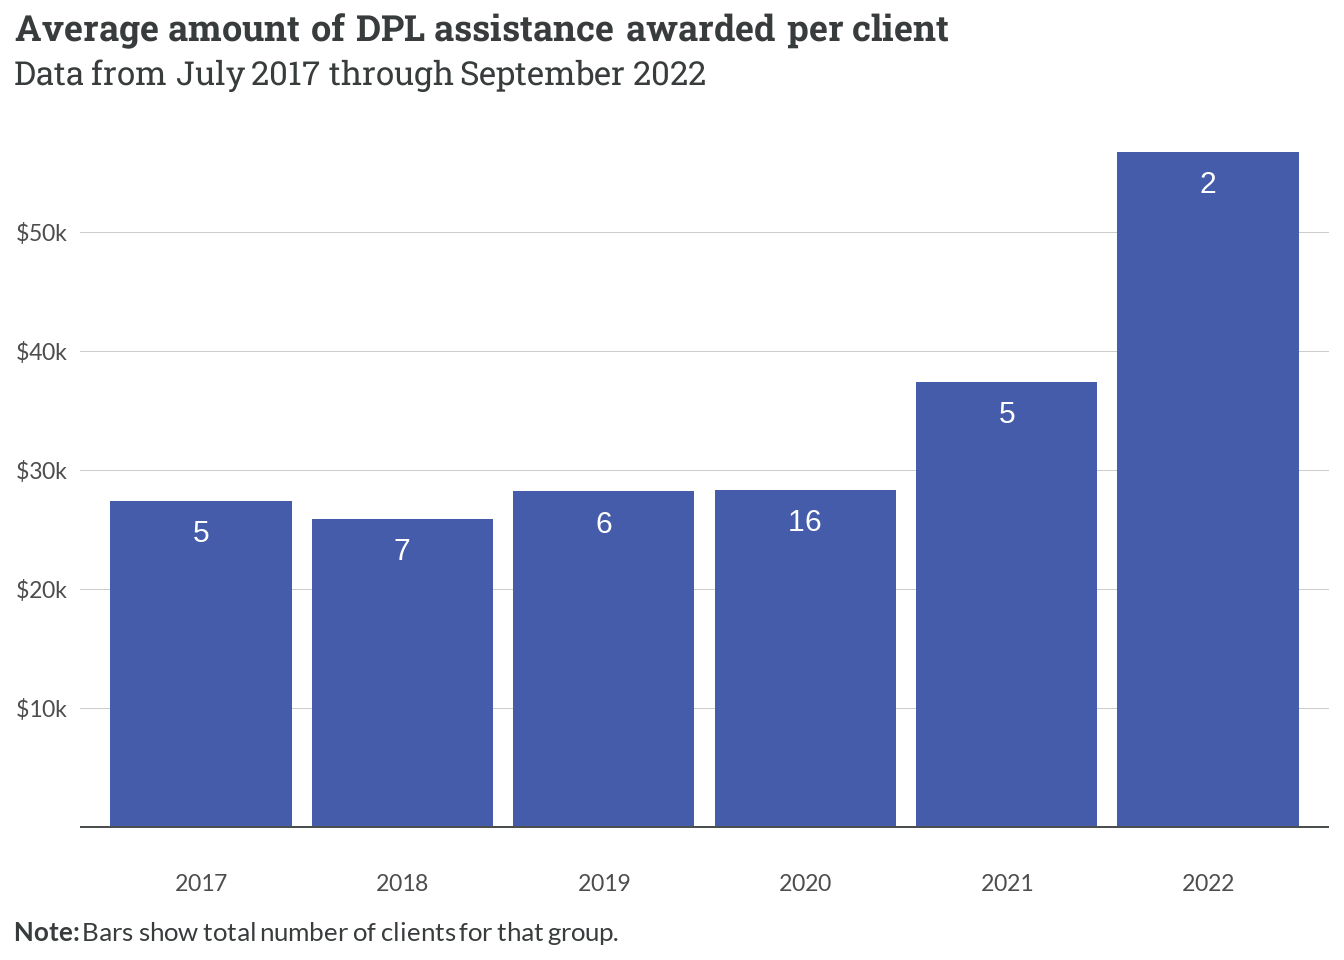 Average amount of DPL assistance awarded per client
Data from July 2017 through September 2022
2
$50k
$40k
5
$30k
5
7
6
16
$20k
$10k
2017 2018 2019 2020 2021 2022
Note: Bars show total number of clients for that group.